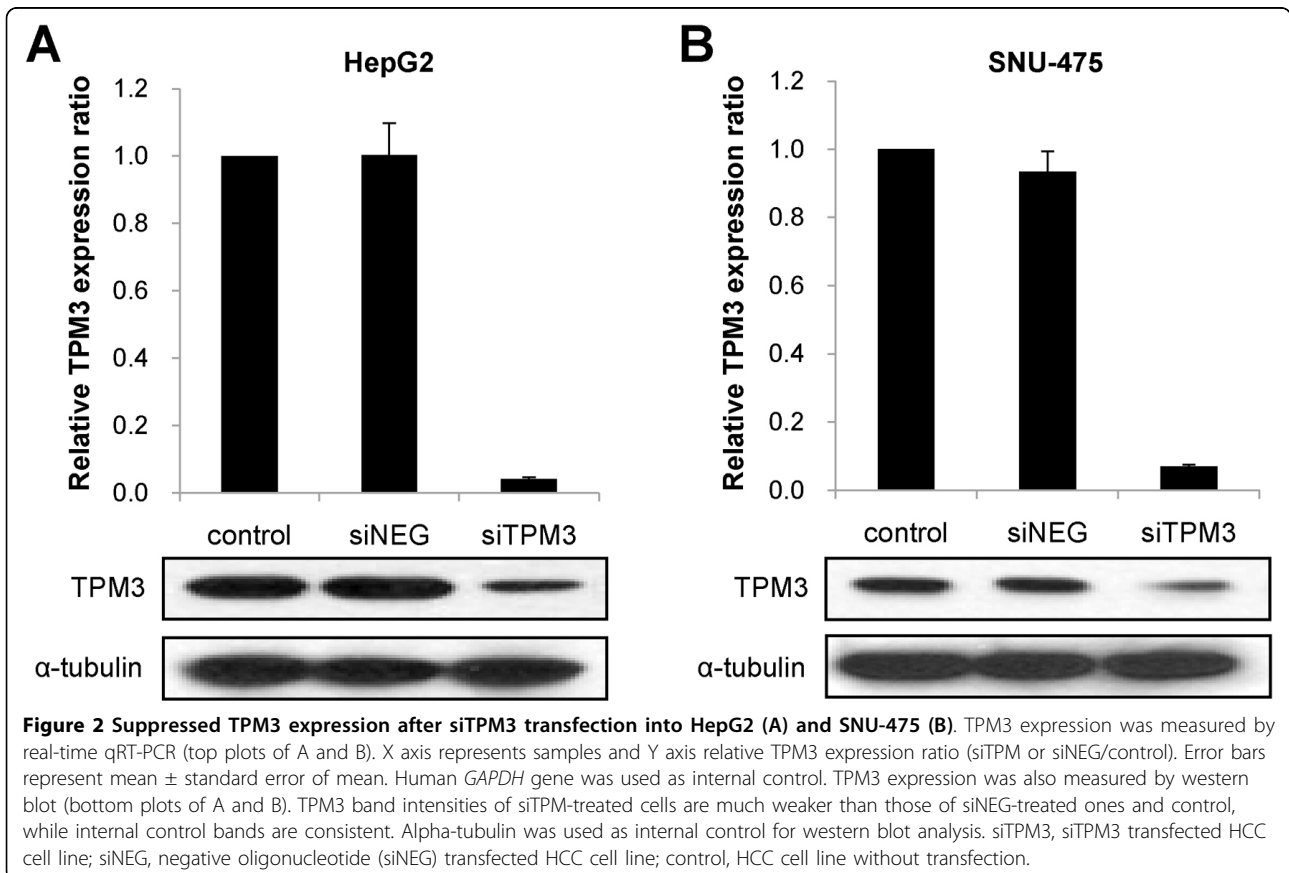 A
HepG2
Relative TPM3 expression ratio
1.2
1.0
0.8
0.6
0.4
0.2
0.0
control siNEG siTPM3
TPM3
α-tubulin
B
SNU-475
Relative TPM3 expression ratio
1.2
1.0
0.8
0.6
0.4
0.2
0.0
control siNEG siTPM3
TPM3
α-tubulin
Figure 2 Suppressed TPM3 expression after siTPM3 transfection into HepG2 (A) and SNU-475 (B). TPM3 expression was measured by
real-time qRT-PCR (top plots of A and B). X axis represents samples and Y axis relative TPM3 expression ratio (siTPM or siNEG/control). Error bars
represent mean ± standard error of mean. Human GAPDH gene was used as internal control. TPM3 expression was also measured by western
blot (bottom plots of A and B). TPM3 band intensities of siTPM-treated cells are much weaker than those of siNEG-treated ones and control,
while internal control bands are consistent. Alpha-tubulin was used as internal control for western blot analysis. siTPM3, siTPM3 transfected HCC
cell line; siNEG, negative oligonucleotide (siNEG) transfected HCC cell line; control, HCC cell line without transfection.